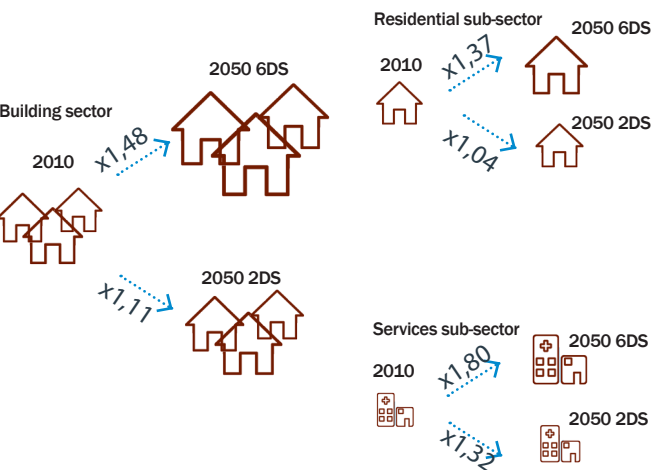 Building sector
2010
x1,48
2050 6DS
x1,11
2050 2DS
Residential sub-sector
2010
x1,37
2050 6DS
x1,04
2050 2DS
Services sub-sector
2010
x1,80
2050 6DS
x1,32
2050 2DS